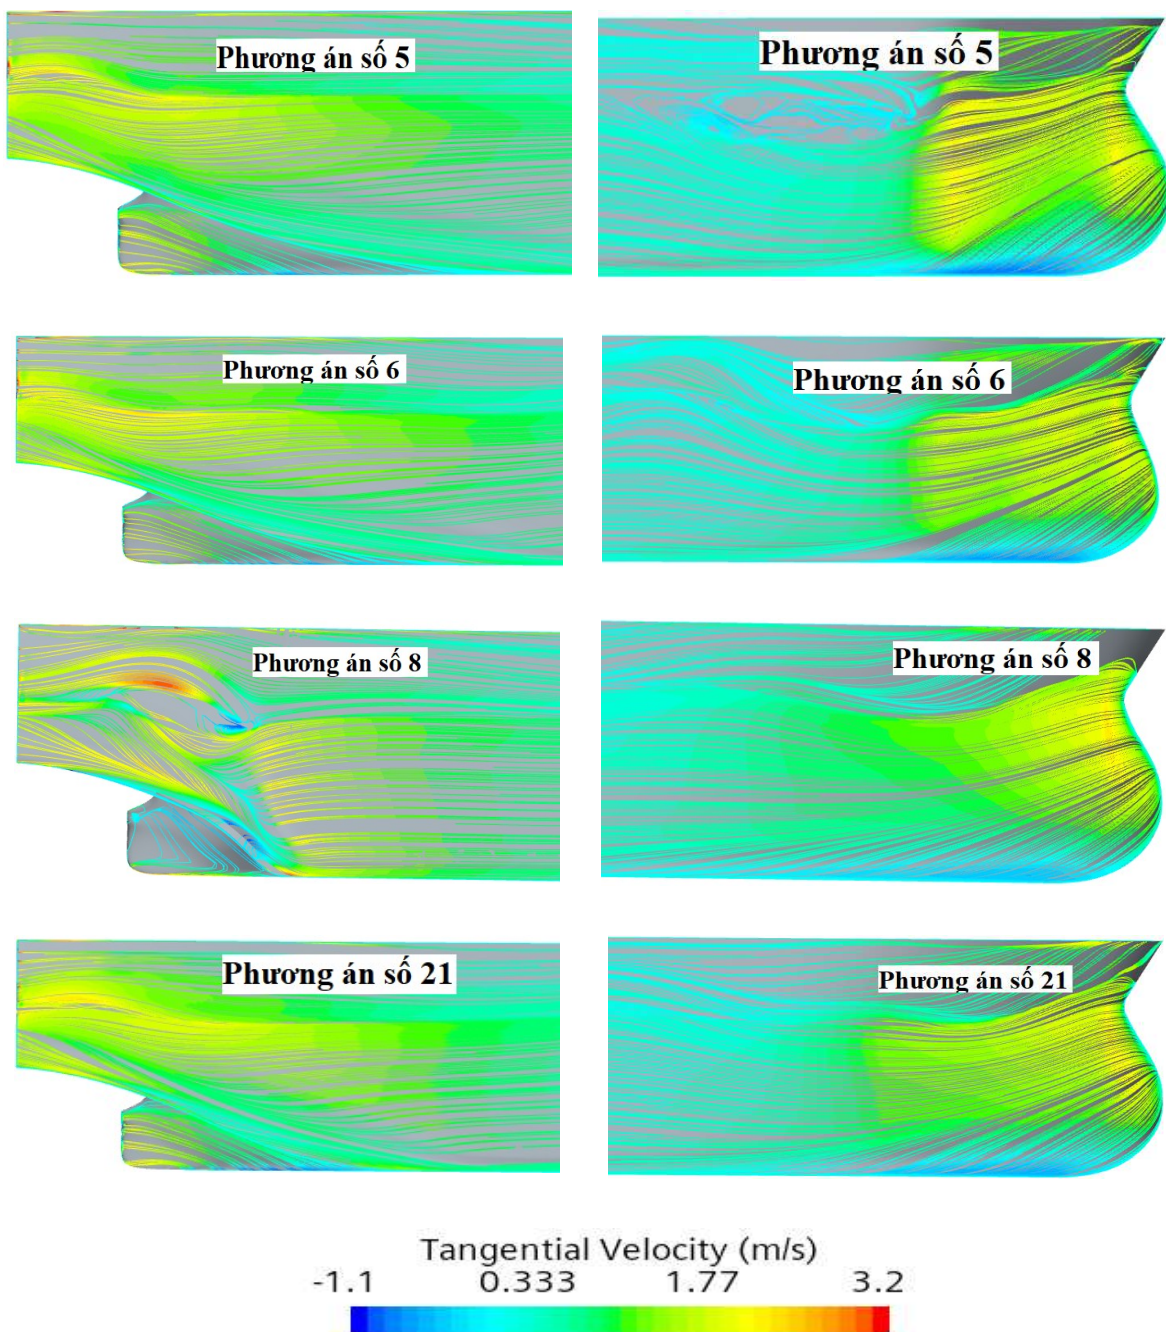 Phương án số 5
Phương án số 5
Phương án số 6
Phương án số 6
Phương án số 8
Phương án số 8
Phương án số 21
Phương án số 21
Tangential Velocity (m/s)
-1.1 0.333 1.77 3.2